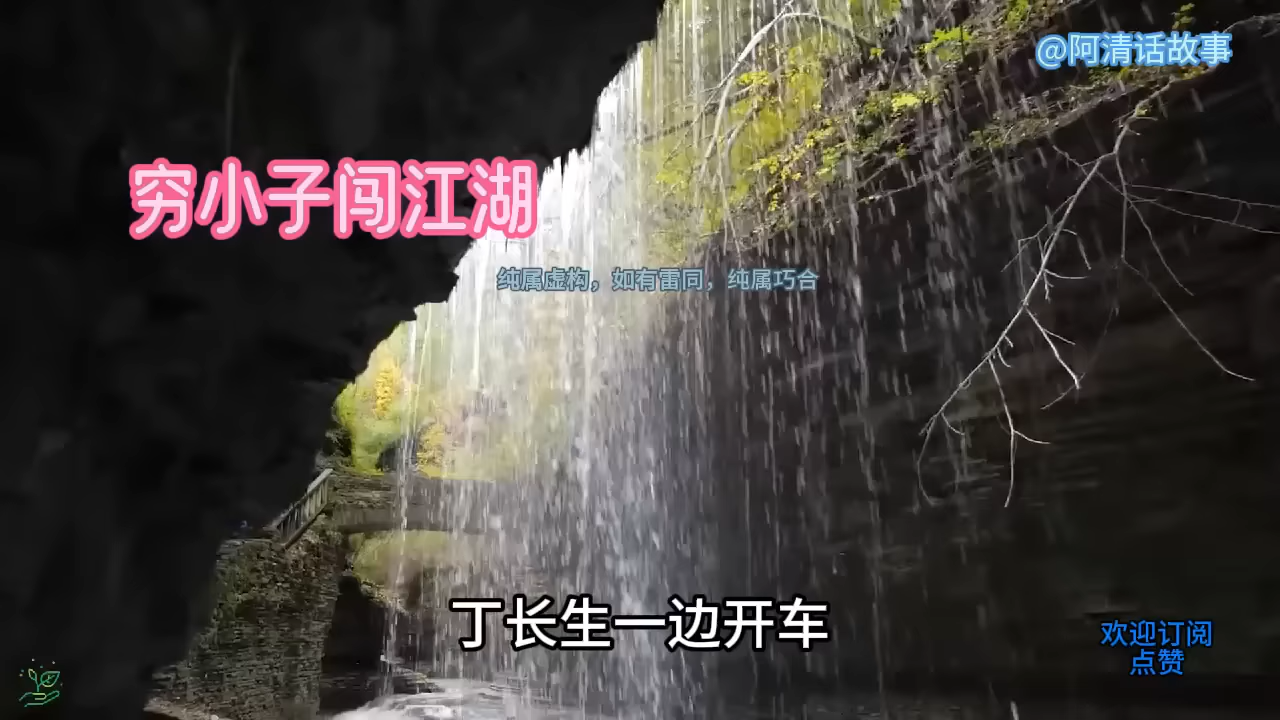 @阿清话故事
穷小子闯江湖
纯属虚构，如有雷同，纯属巧合
丁长生一边开车
欢迎订阅
点赞